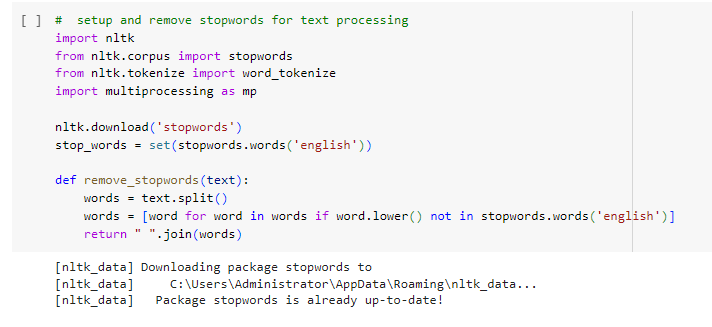 [ ] #  setup and remove stopwords for text processing
import nltk
from nltk.corpus import stopwords
from nltk.tokenize import word_tokenize
import multiprocessing as mp

nltk.download('stopwords')
stop_words = set(stopwords.words('english'))

def remove_stopwords(text):
    words = text.split()
    words = [word for word in words if word.lower() not in stopwords.words('english')]
    return " ".join(words)

[nltk_data] Downloading package stopwords to
[nltk_data]     C:\Users\Administrator\AppData\Roaming\nltk_data...
[nltk_data]   Package stopwords is already up-to-date!